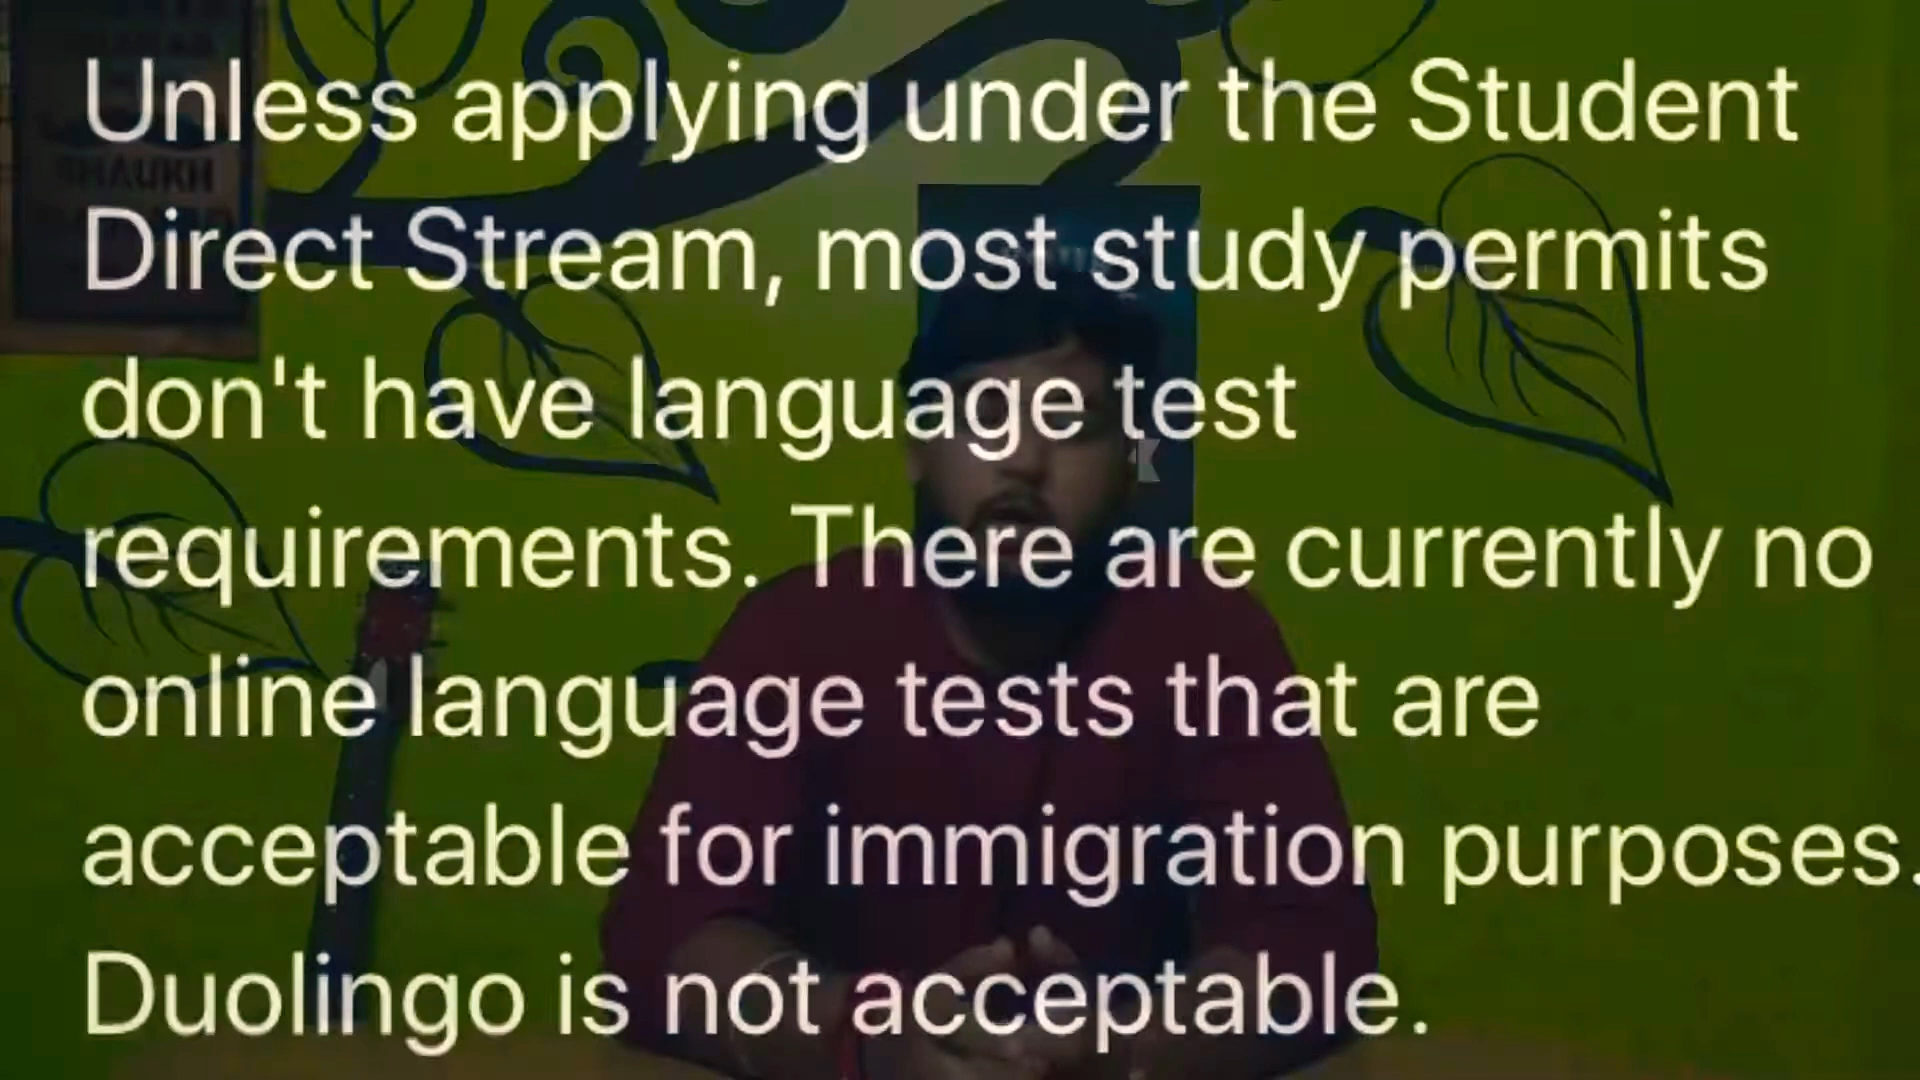 SHAUKH
Unless applying under the Student
Direct Stream, most study permits
don't have language test
requirements. There are currently no
online language tests that are
acceptable for immigration purposes.
Duolingo is not acceptable.